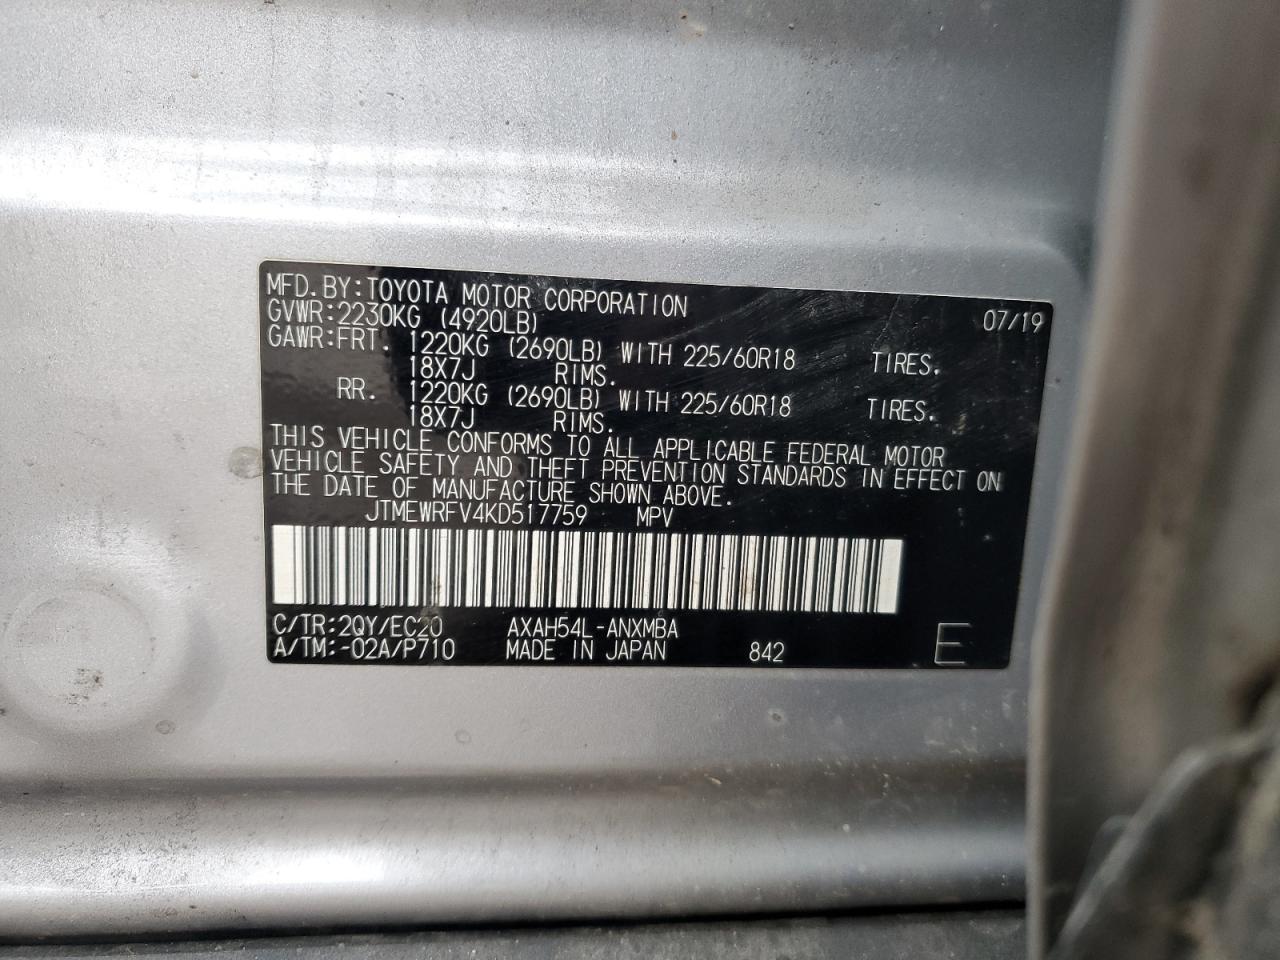 MFD. BY: TOYOTA MOTOR CORPORATION 07/19
GVWR: 2230KG (4920LB)
GAWR: FRT. 1220KG (2690LB) WITH 225/60R18 TIRES.
18X7J RIMS.
RR. 1220KG (2690LB) WITH 225/60R18 TIRES.
18X7J RIMS.
THIS VEHICLE CONFORMS TO ALL APPLICABLE FEDERAL MOTOR
VEHICLE SAFETY AND THEFT PREVENTION STANDARDS IN EFFECT ON
THE DATE OF MANUFACTURE SHOWN ABOVE.
JTMEWRFV4KD517759 MPV
C/TR: 2QY/EC20 AXAH54L-ANXMBA
A/TM: -02A/P710 MADE IN JAPAN 842 E